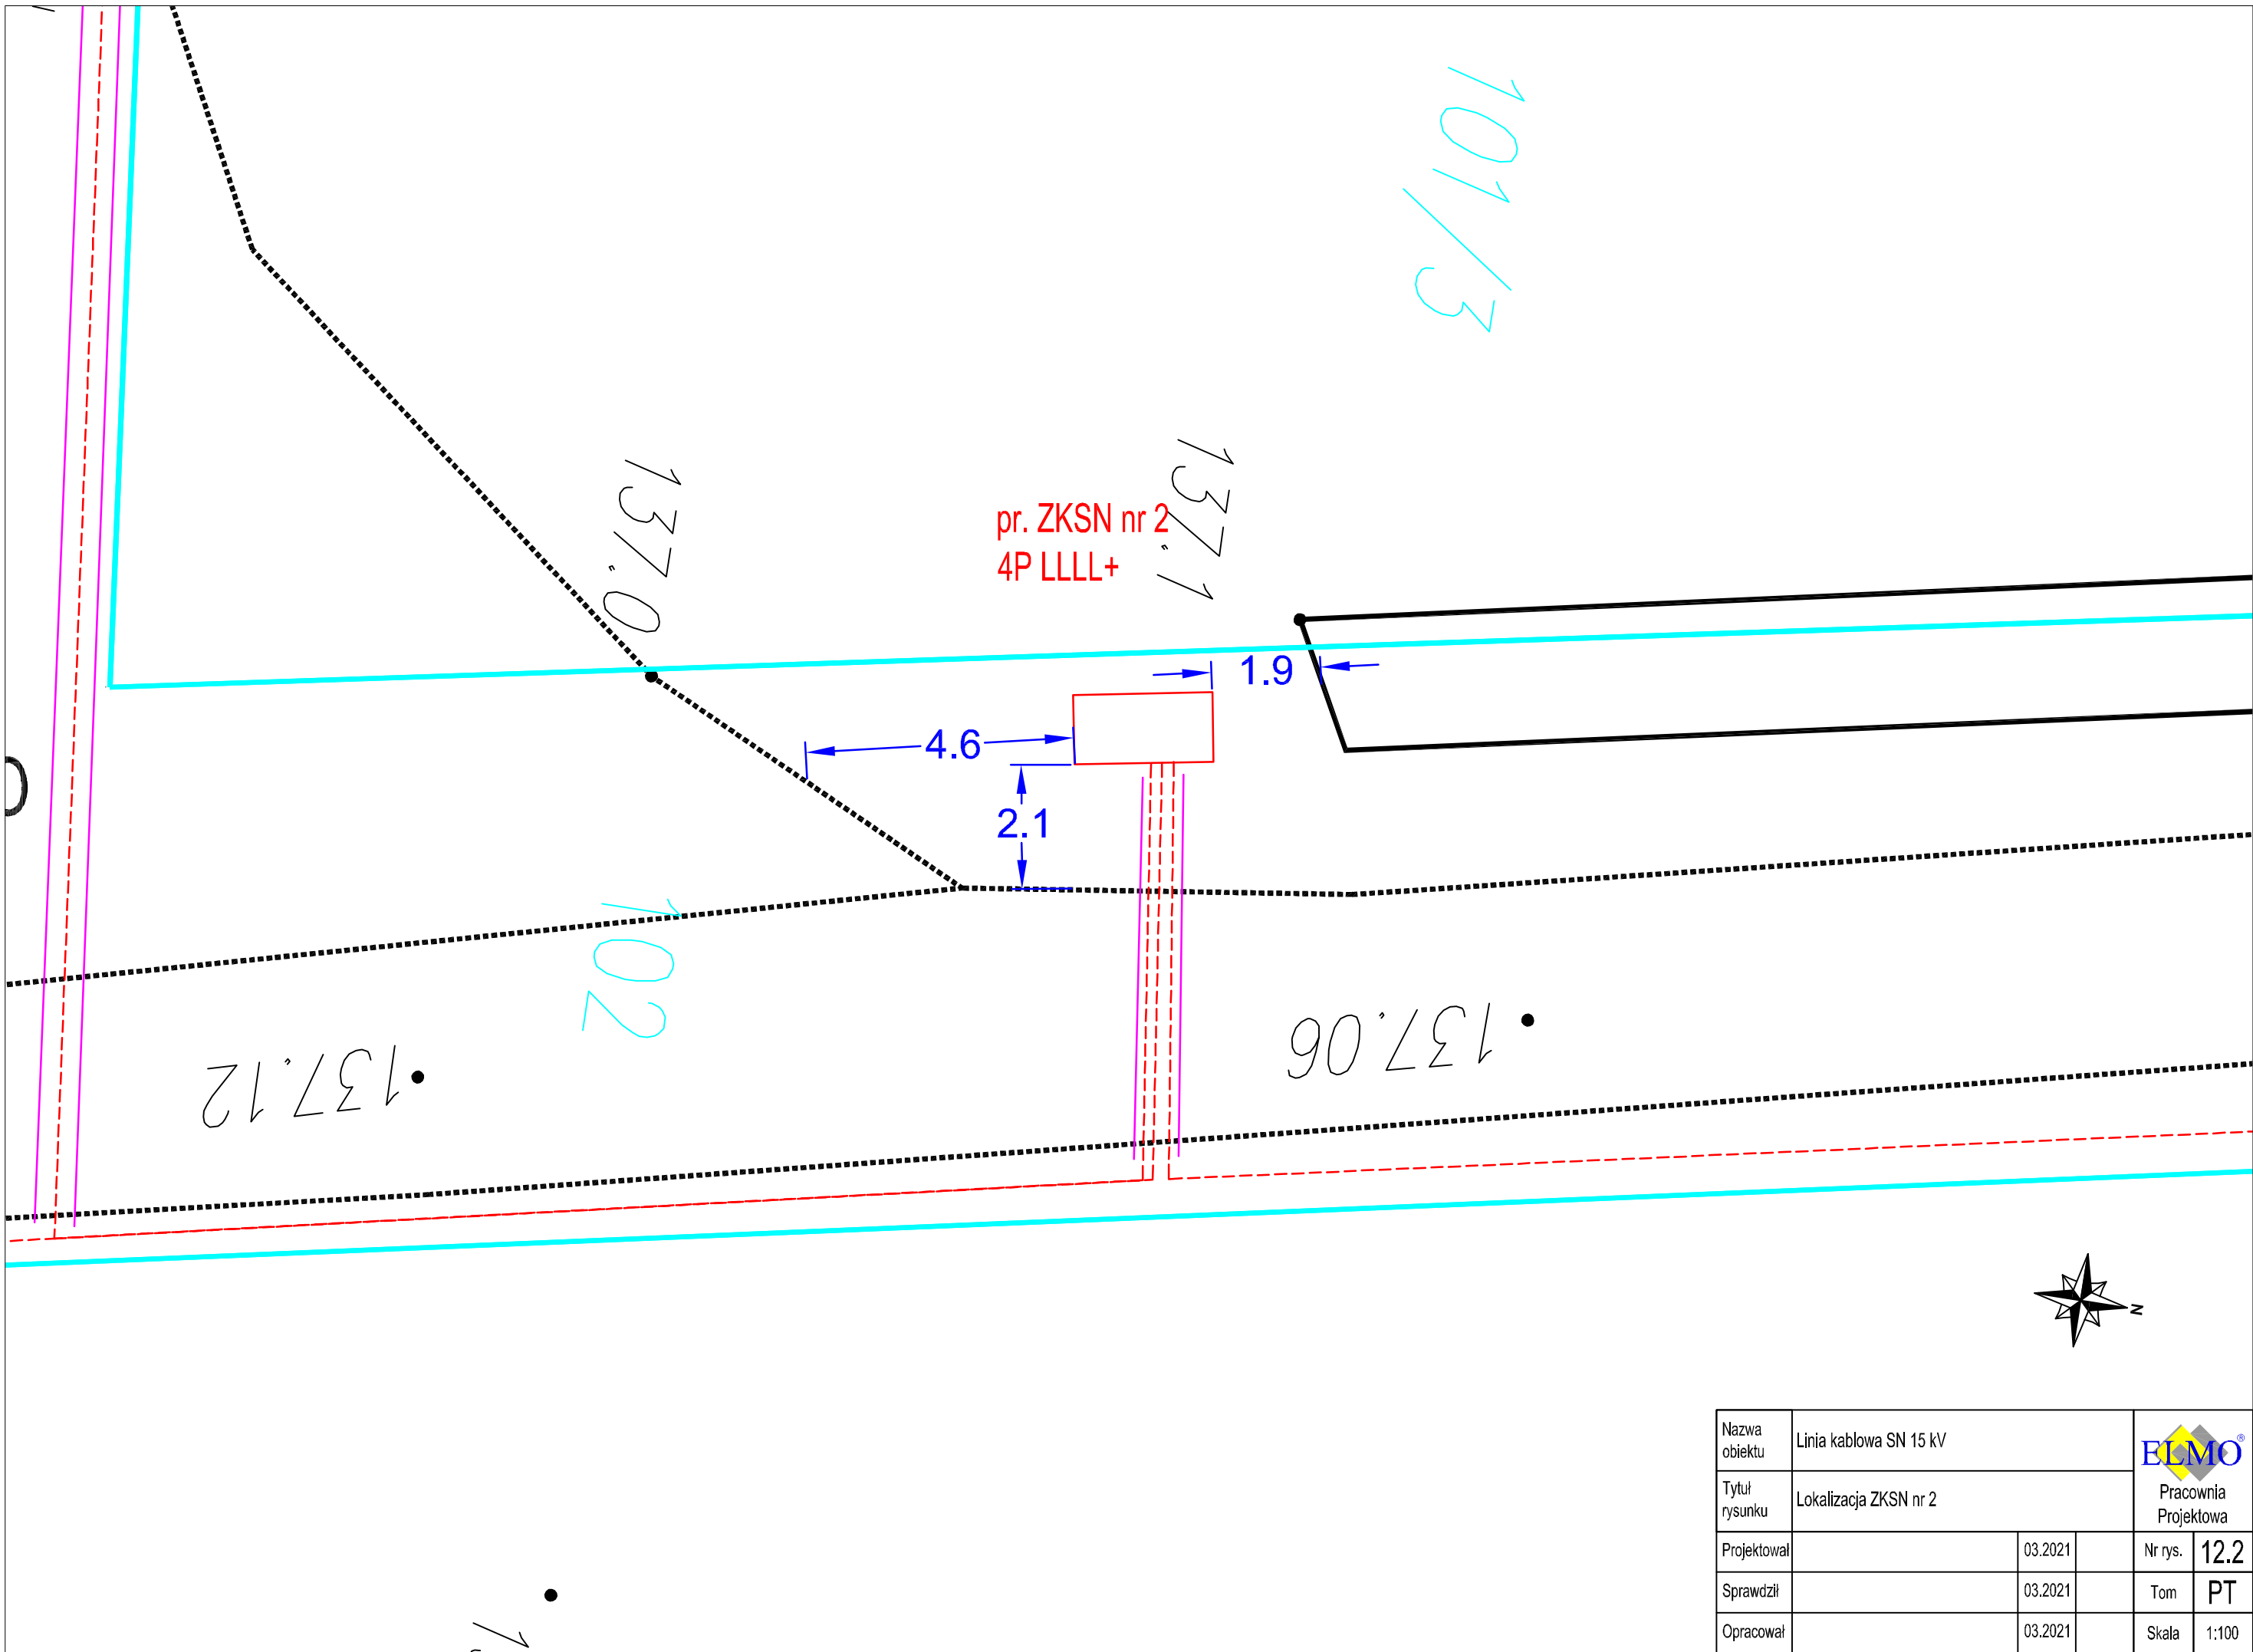 101/3
137.0
137.1
pr. ZKSN nr 2
4P LLLL+
1.9
4.6
2.1
102
137.12
137.06
N
Nazwa obiektu
Linia kablowa SN 15 kV
ELMO®
Pracownia
Projektowa
Tytuł rysunku
Lokalizacja ZKSN nr 2
Projektował 03.2021 Nr rys. 12.2
Sprawdził 03.2021 Tom PT
Opracował 03.2021 Skala 1:100